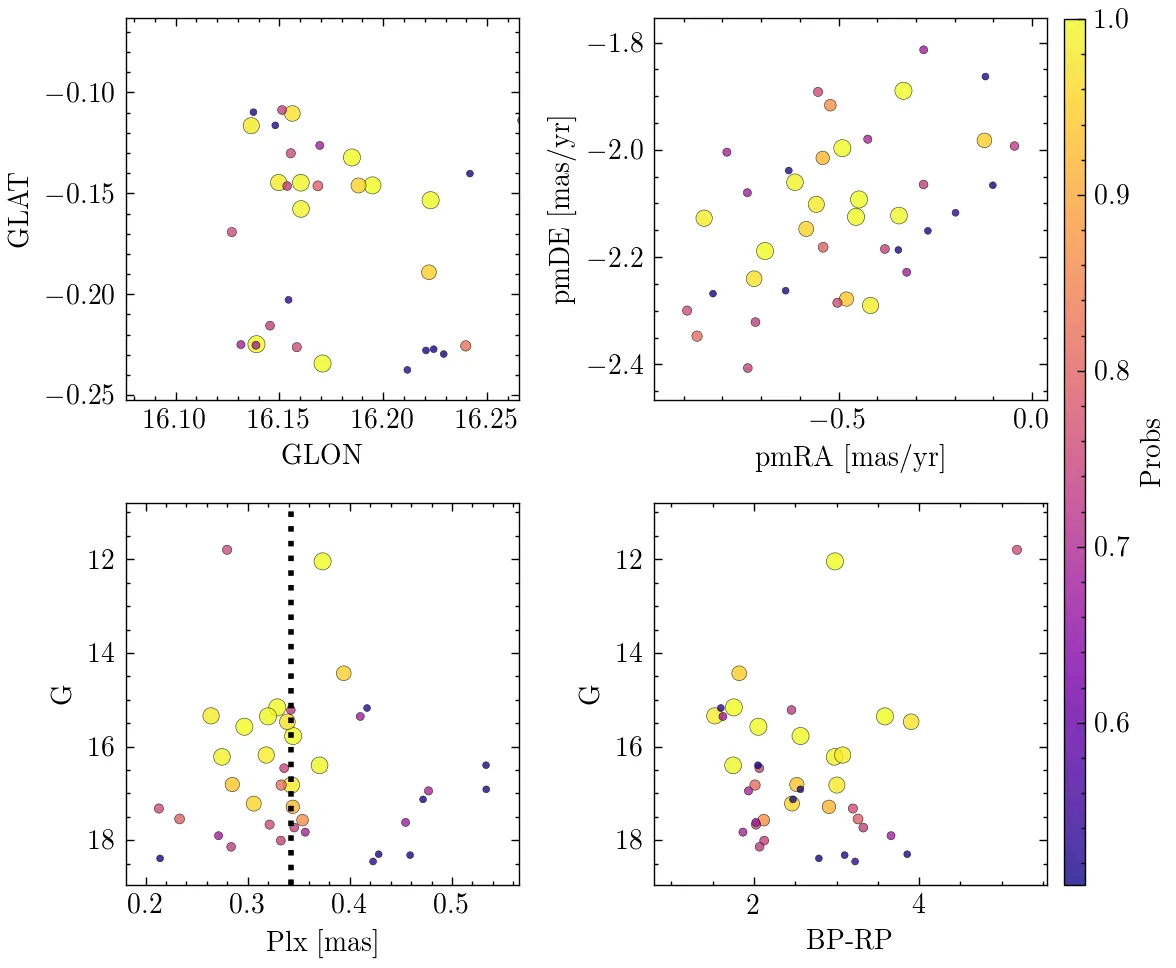 −0.10
−0.15
−0.20
−0.25
GLAT
16.10 16.15 16.20 16.25
GLON
−1.8
−2.0
−2.2
−2.4
pmDE [mas/yr]
−0.5 0.0
pmRA [mas/yr]
1.0
0.9
0.8
0.7
0.6
Probs
12
14
16
18
G
0.2 0.3 0.4 0.5
Plx [mas]
12
14
16
18
G
2 4
BP-RP